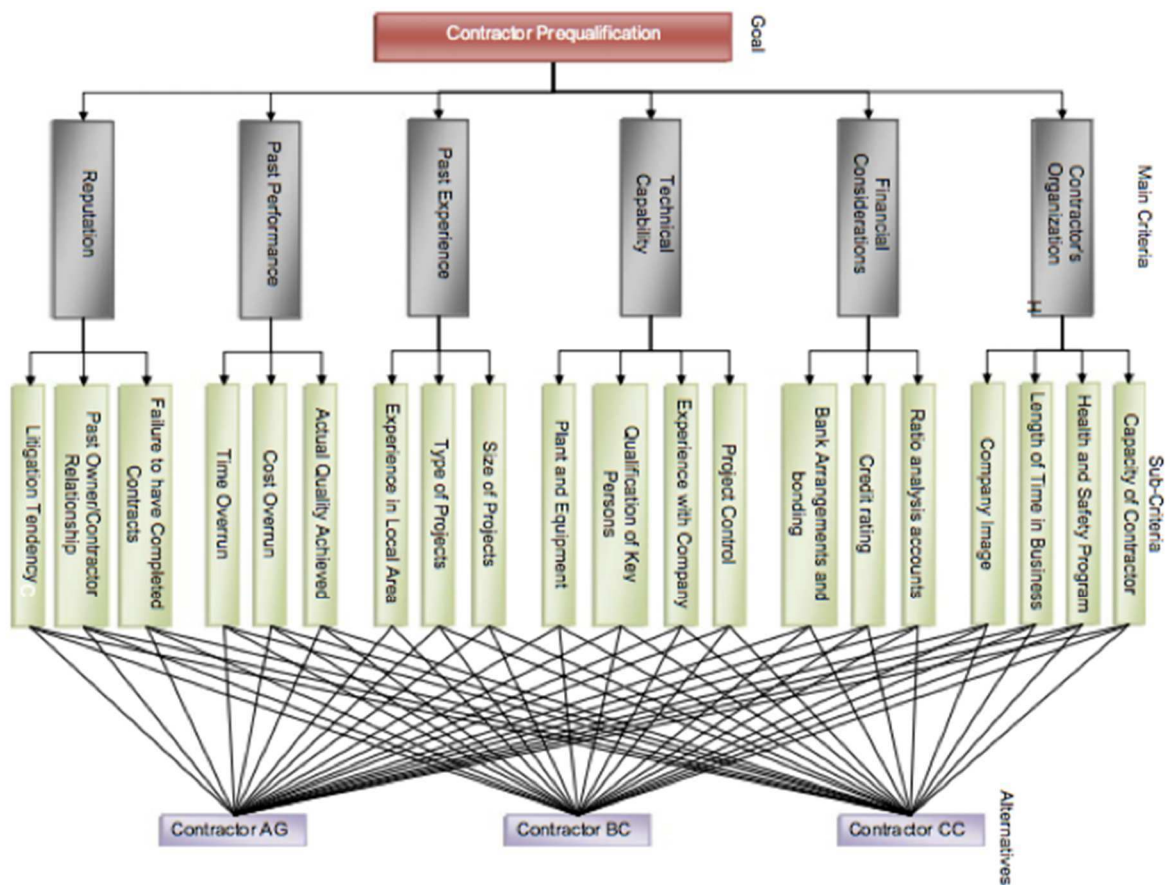 Contractor Prequalification
Goal
Reputation
Past Performance
Past Experience
Technical
Capability
Financial
Considerations
Contractor's
Organization
H
Main Criteria
Litigation Tendency C
Past Owner/Contractor
Relationship
Failure to have Completed
Contracts
Time Overrun
Cost Overrun
Actual Quality Achieved
Experience in Local Area
Type of Projects
Size of Projects
Plant and Equipment
Qualification of Key
Persons
Experience with Company
Project Control
Bank Arrangements and
bonding
Credit rating
Ratio analysis accounts
Company Image
Length of Time in Business
Health and Safety Program
Capacity of Contractor
Sub-Criteria
Contractor AG
Contractor BC
Contractor CC
Alternatives